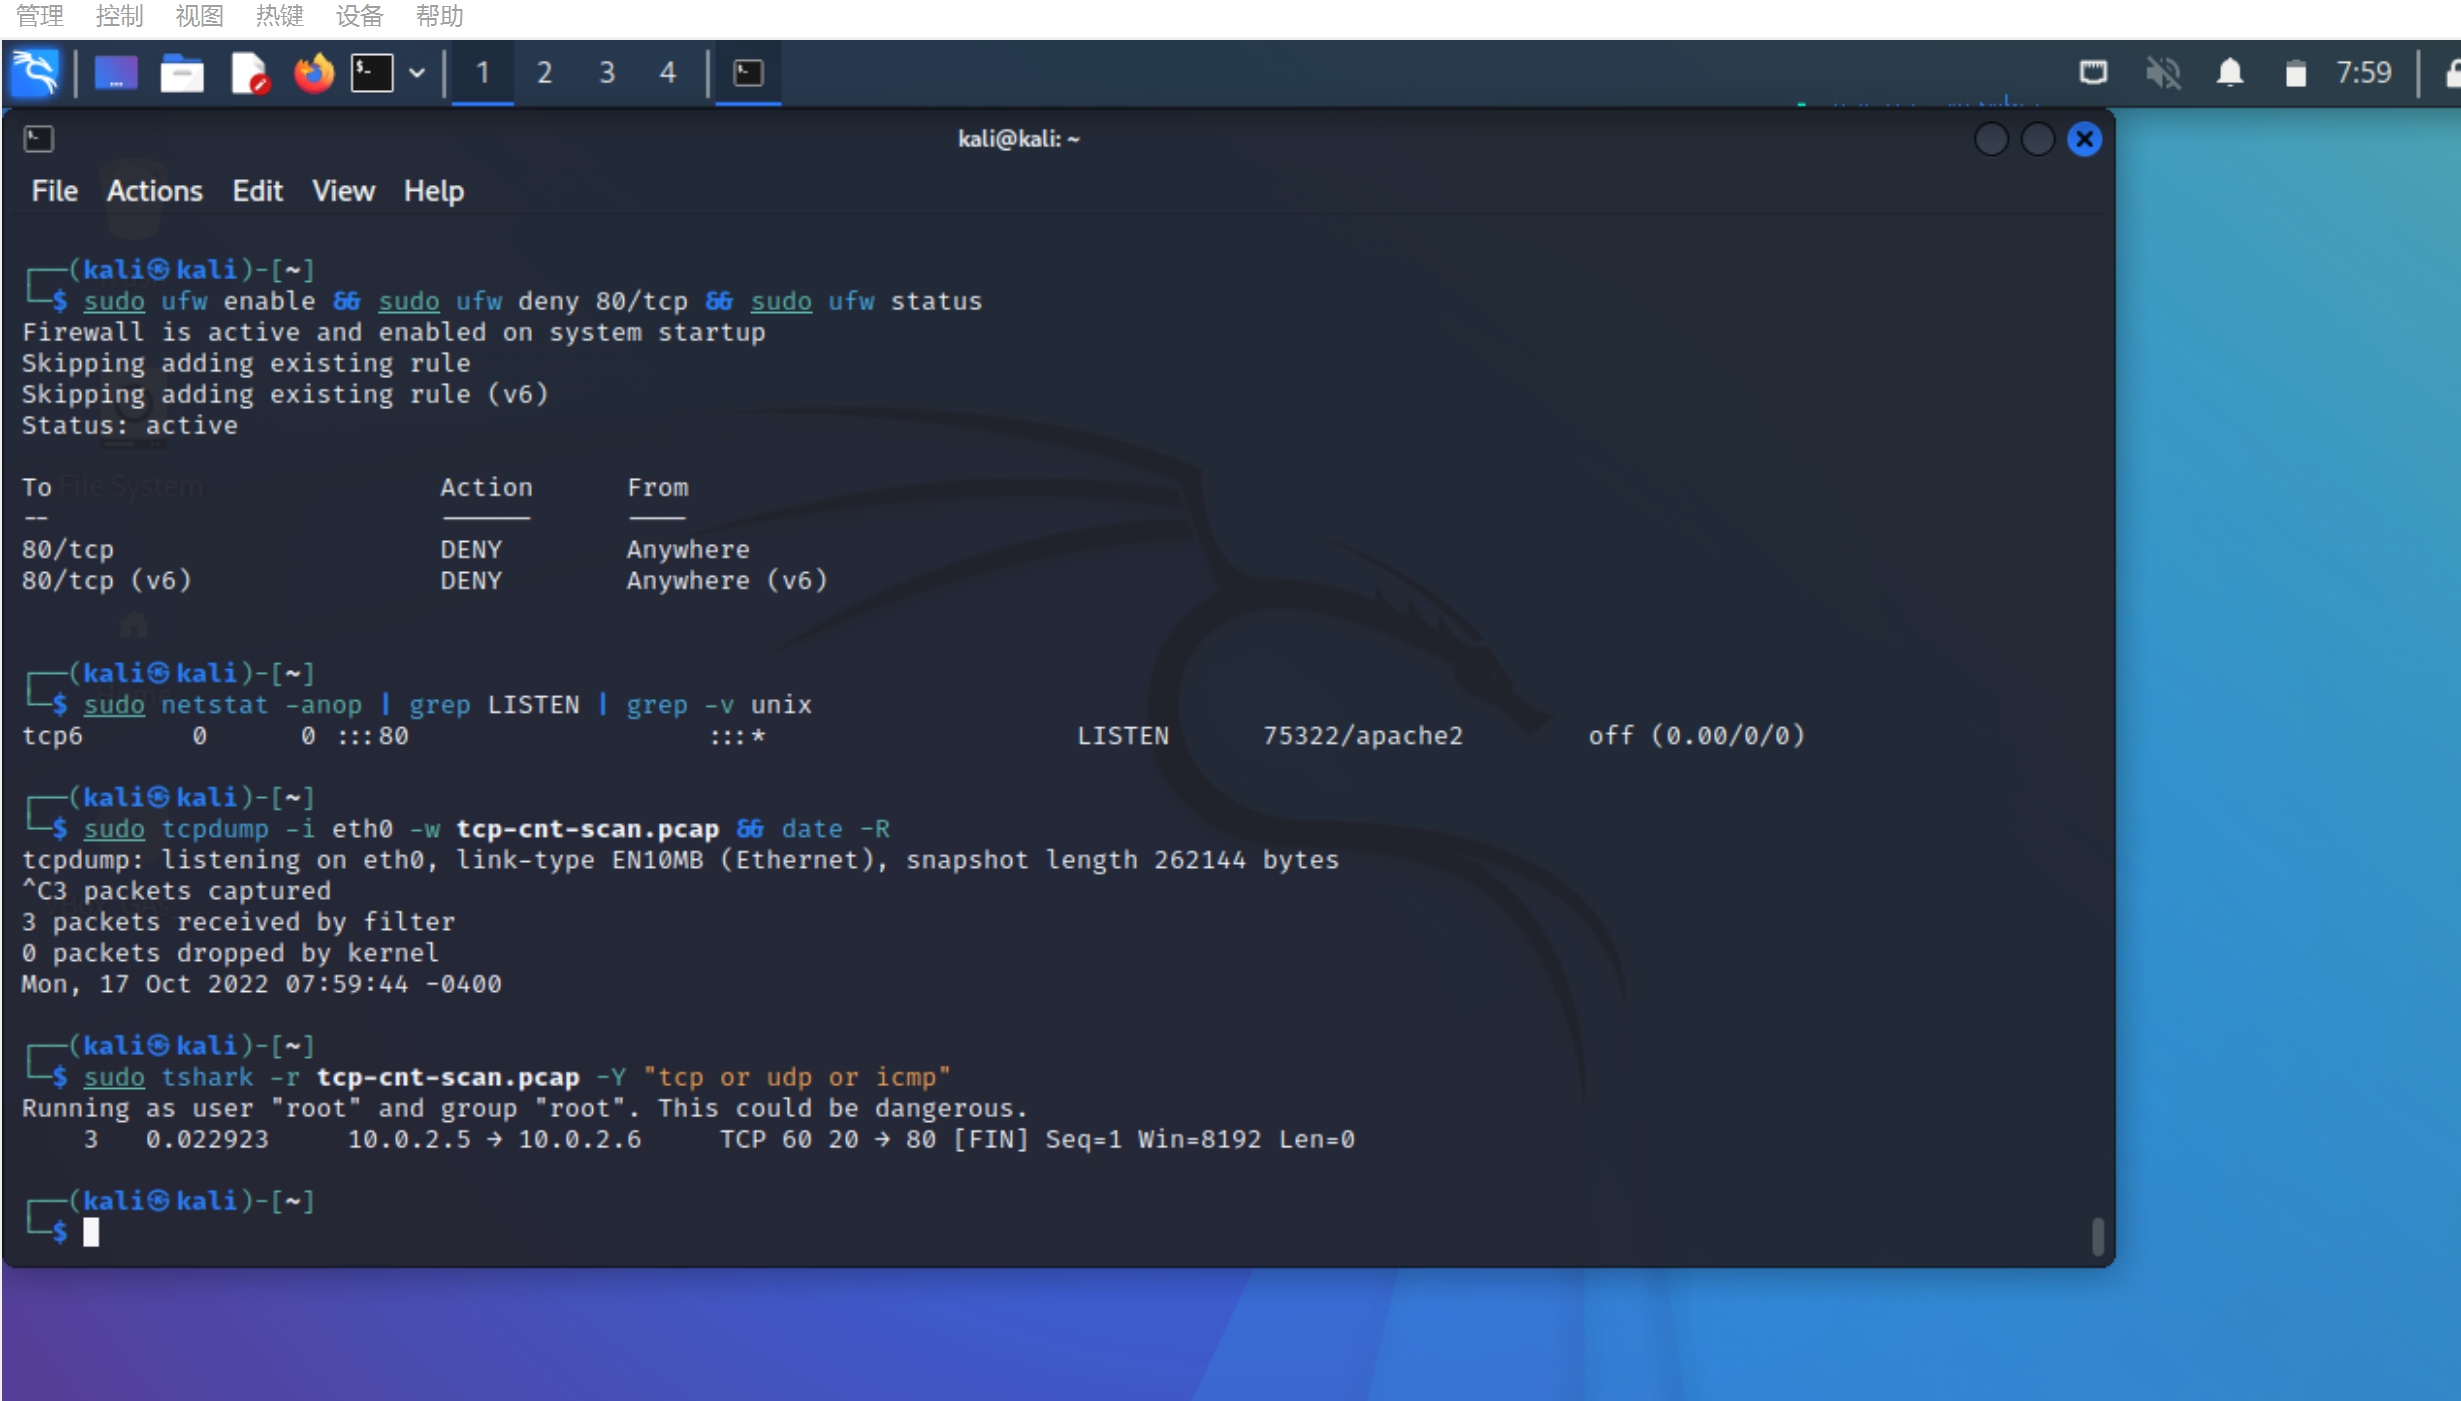 管理 控制 视图 热键 设备 帮助
1 2 3 4 7:59
kali@kali: ~
File Actions Edit View Help
┌──(kali㉿kali)-[~]
└─$ sudo ufw enable && sudo ufw deny 80/tcp && sudo ufw status
Firewall is active and enabled on system startup
Skipping adding existing rule
Skipping adding existing rule (v6)
Status: active
To                         Action      From
--                         ------      ----
80/tcp                     DENY        Anywhere
80/tcp (v6)                DENY        Anywhere (v6)
┌──(kali㉿kali)-[~]
└─$ sudo netstat -anop | grep LISTEN | grep -v unix
tcp6       0      0 :::80                   :::*                    LISTEN      75322/apache2        off (0.00/0/0)
┌──(kali㉿kali)-[~]
└─$ sudo tcpdump -i eth0 -w tcp-cnt-scan.pcap && date -R
tcpdump: listening on eth0, link-type EN10MB (Ethernet), snapshot length 262144 bytes
^C3 packets captured
3 packets received by filter
0 packets dropped by kernel
Mon, 17 Oct 2022 07:59:44 -0400
┌──(kali㉿kali)-[~]
└─$ sudo tshark -r tcp-cnt-scan.pcap -Y "tcp or udp or icmp"
Running as user "root" and group "root". This could be dangerous.
    3   0.022923     10.0.2.5 → 10.0.2.6     TCP 60 20 → 80 [FIN] Seq=1 Win=8192 Len=0
┌──(kali㉿kali)-[~]
└─$
File System
Home